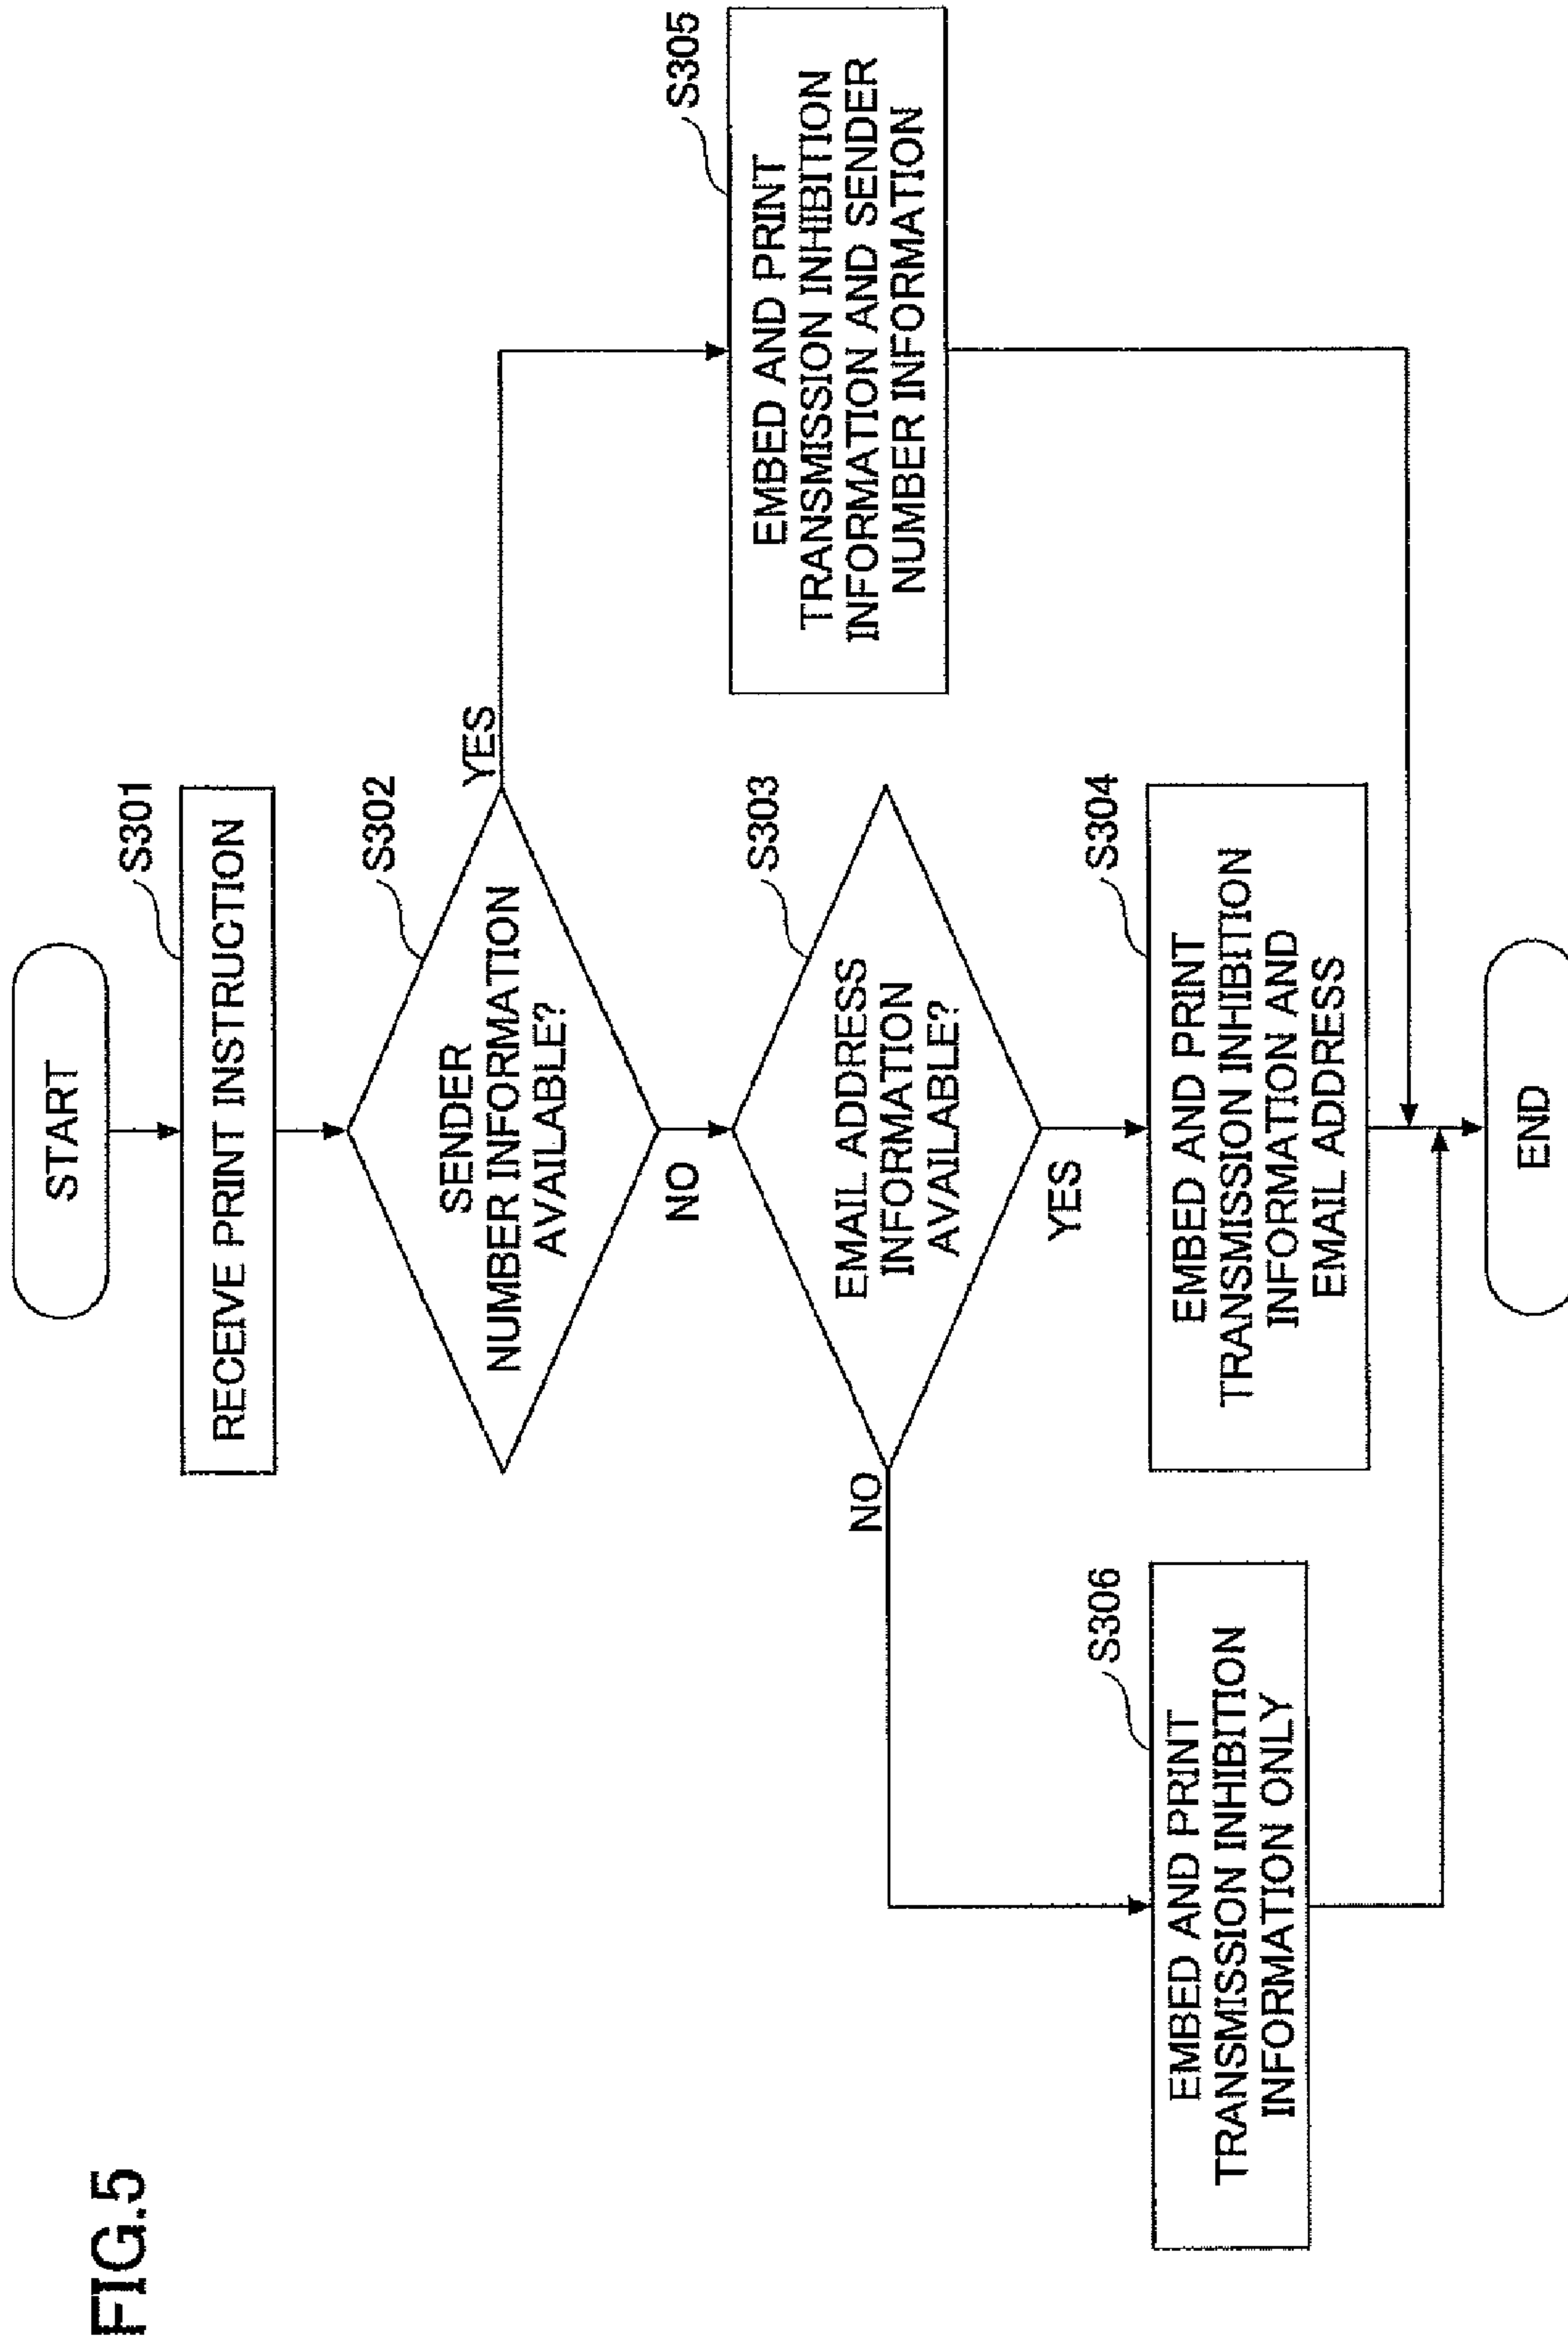 FIG.5
START
S301
RECEIVE PRINT INSTRUCTION
S302
SENDER
NUMBER INFORMATION
AVAILABLE?
YES
NO
S303
EMAIL ADDRESS
INFORMATION
AVAILABLE?
NO
YES
S305
EMBED AND PRINT
TRANSMISSION INHIBITION
INFORMATION AND SENDER
NUMBER INFORMATION
S306
EMBED AND PRINT
TRANSMISSION INHIBITION
INFORMATION ONLY
S304
EMBED AND PRINT
TRANSMISSION INHIBITION
INFORMATION AND
EMAIL ADDRESS
END